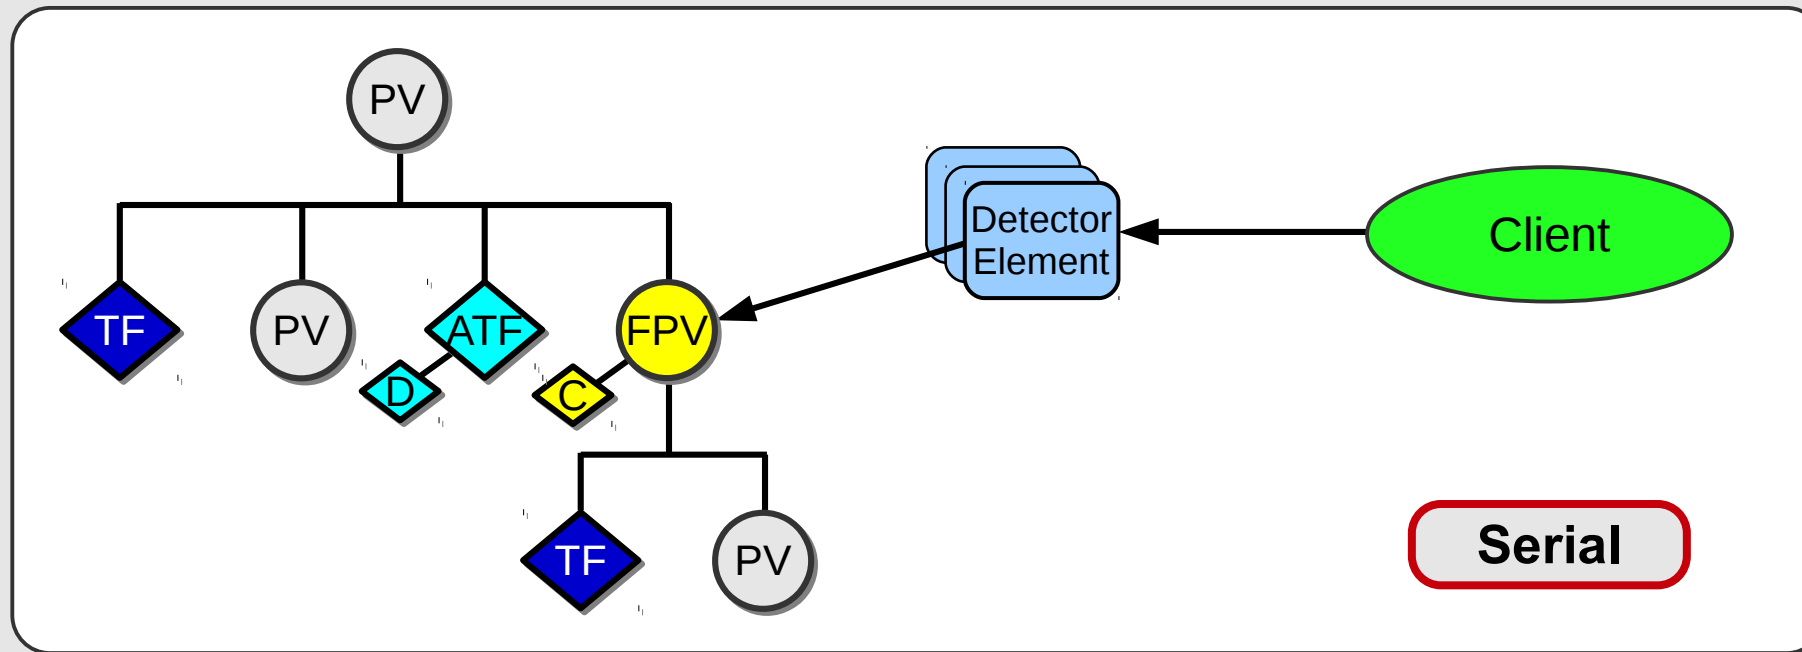 PV
Detector
Element
Client
TF
PV
ATF
FPV
D
C
TF
PV
Serial